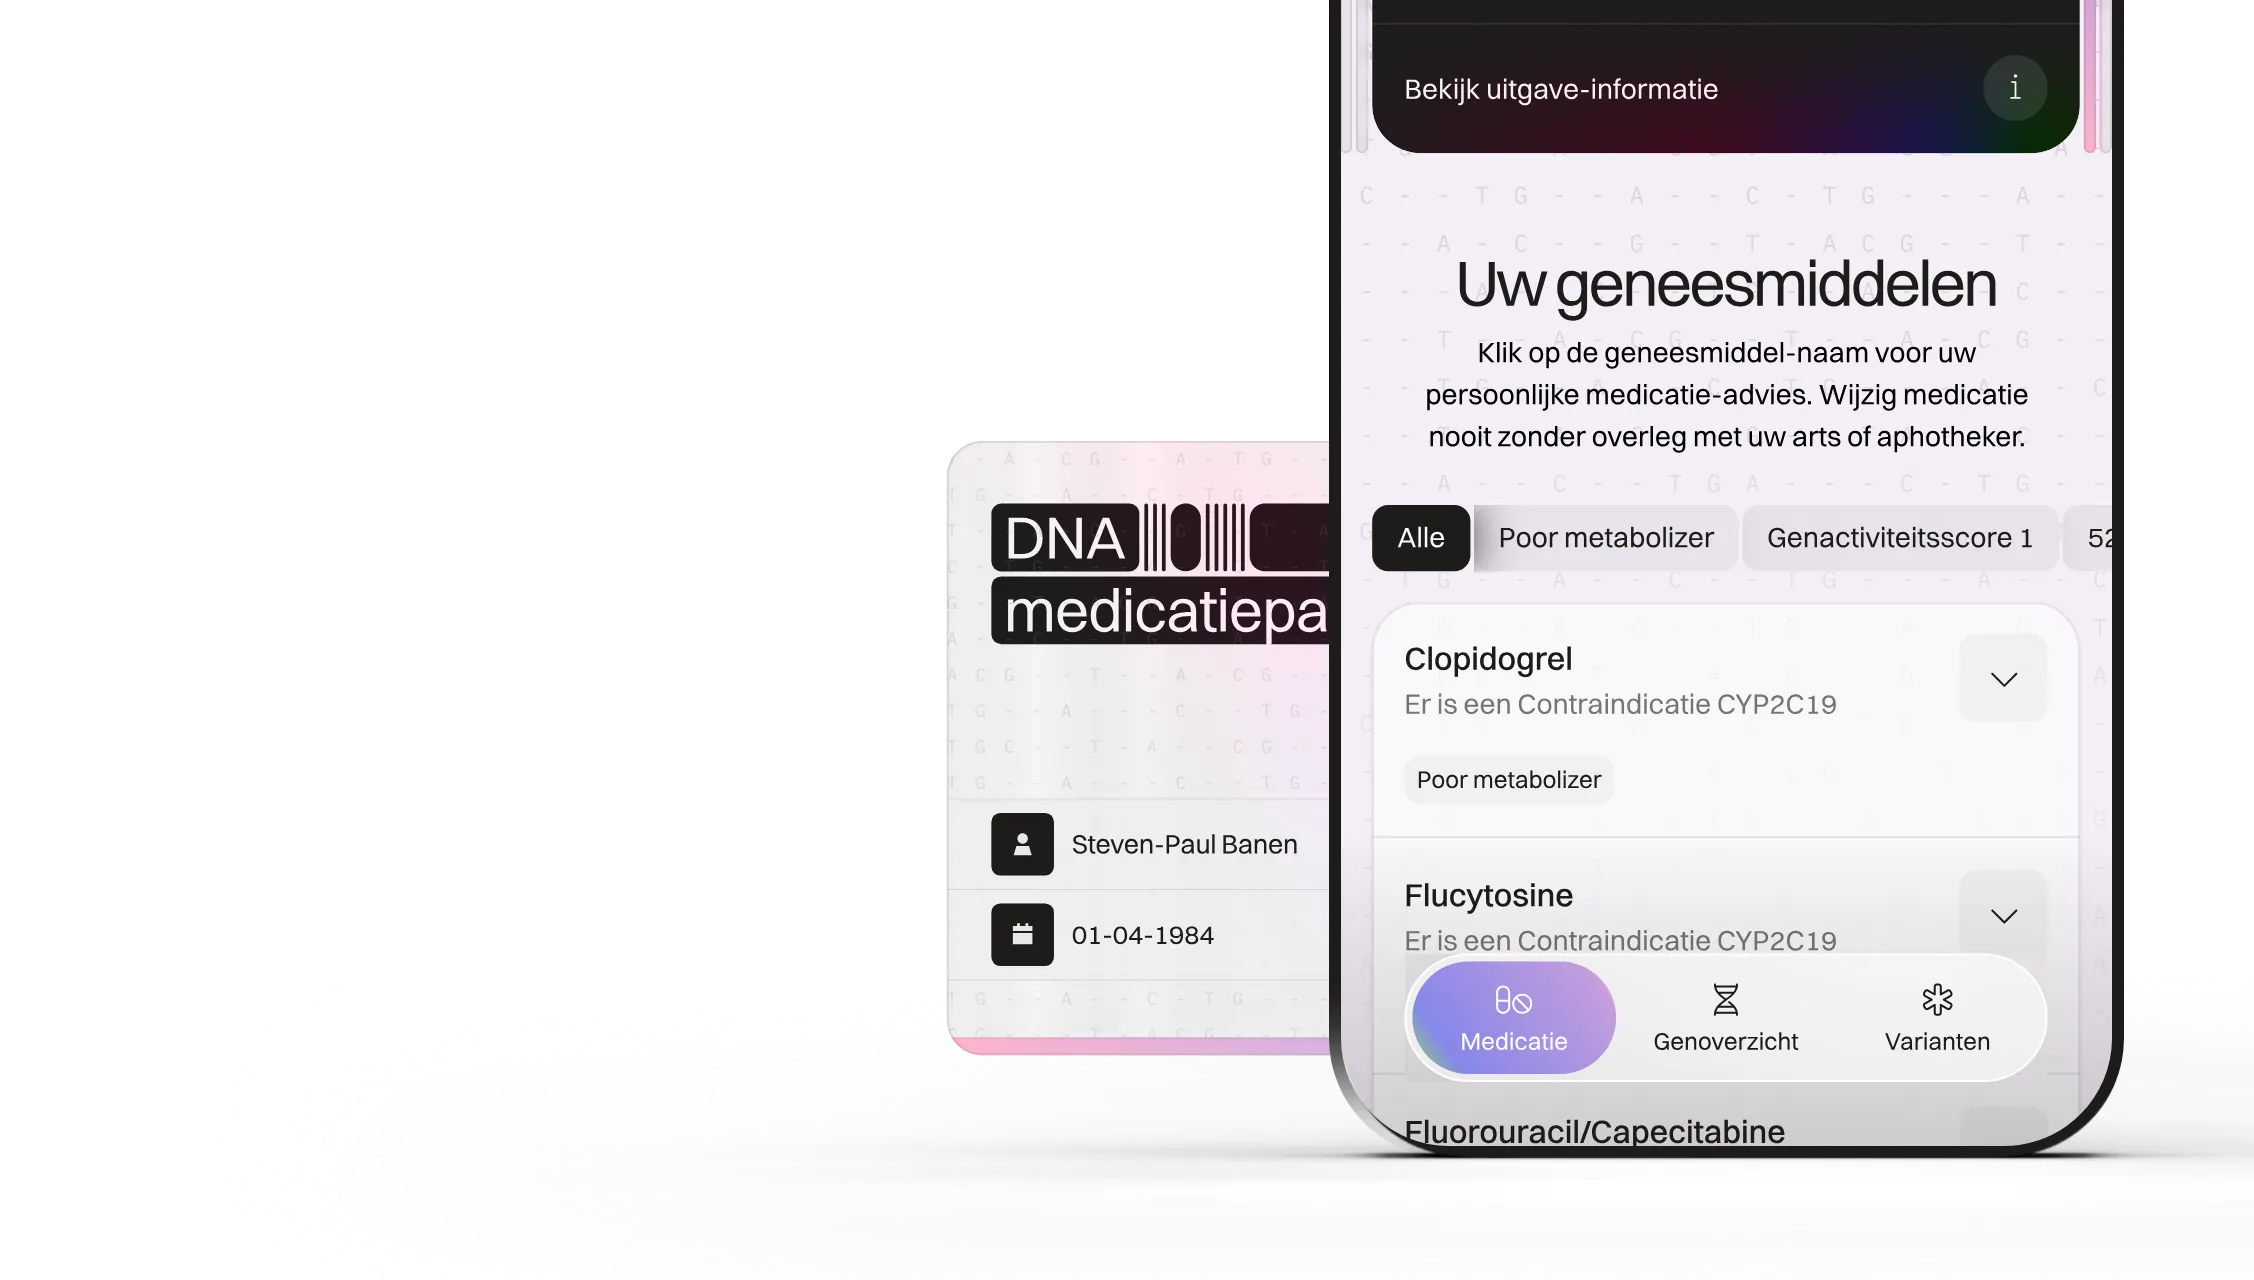 DNA
medicatiepa
Steven-Paul Banen
01-04-1984
Bekijk uitgave-informatie
i
Uw geneesmiddelen
Klik op de geneesmiddel-naam voor uw
persoonlijke medicatie-advies. Wijzig medicatie
nooit zonder overleg met uw arts of aphotheker.
Alle
Poor metabolizer
Genactiviteitsscore 1
52
Clopidogrel
Er is een Contraindicatie CYP2C19
Poor metabolizer
Flucytosine
Er is een Contraindicatie CYP2C19
Medicatie
Genoverzicht
Varianten
Fluorouracil/Capecitabine